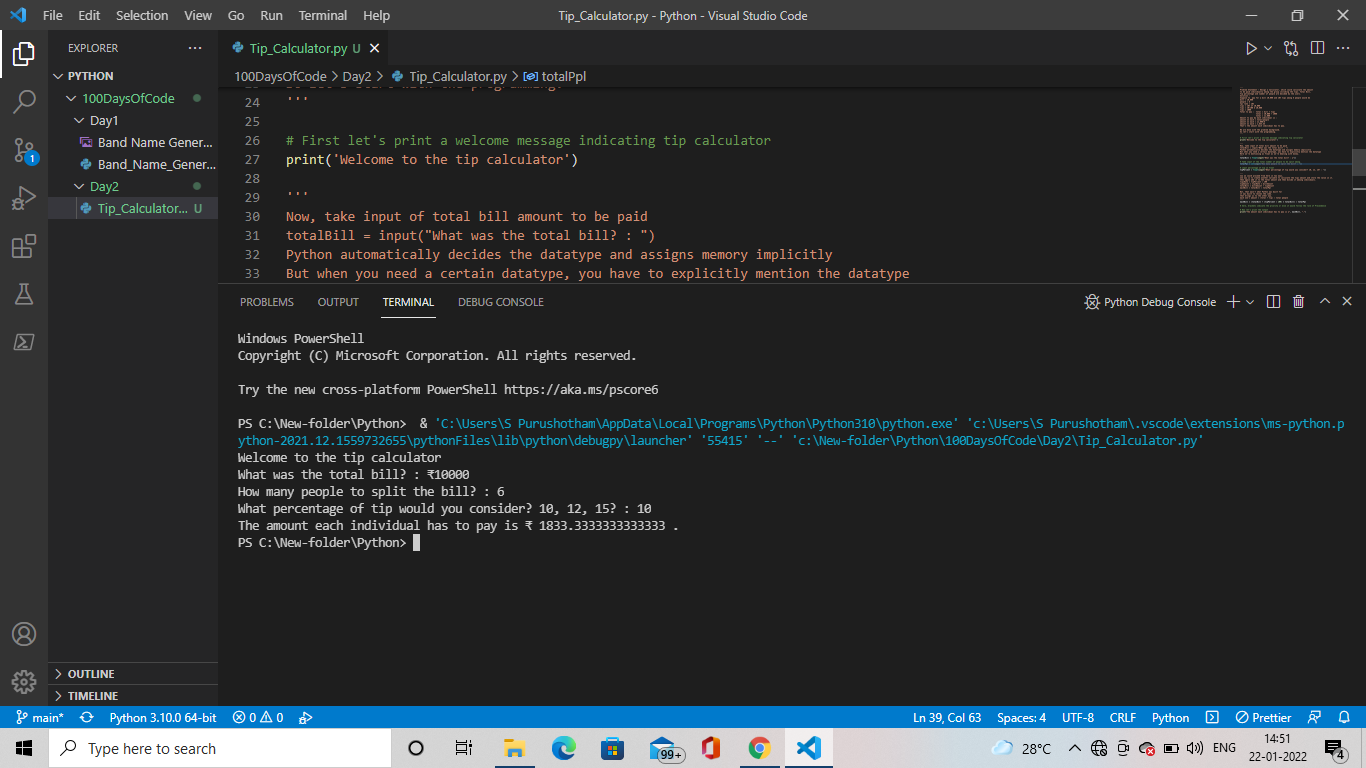 File Edit Selection View Go Run Terminal Help
Tip_Calculator.py - Python - Visual Studio Code
EXPLORER
PYTHON
100DaysOfCode
Day1
Band Name Gener...
Band_Name_Gener...
Day2
Tip_Calculator... U
1
OUTLINE
TIMELINE
Tip_Calculator.py U
100DaysOfCode > Day2 > Tip_Calculator.py > totalPpl
24 '''
25
26 # First let's print a welcome message indicating tip calculator
27 print('Welcome to the tip calculator')
28
29 '''
30 Now, take input of total bill amount to be paid
31 totalBill = input("What was the total bill? : ")
32 Python automatically decides the datatype and assigns memory implicitly
33 But when you need a certain datatype, you have to explicitly mention the datatype
PROBLEMS OUTPUT TERMINAL DEBUG CONSOLE
Python Debug Console
Windows PowerShell
Copyright (C) Microsoft Corporation. All rights reserved.
Try the new cross-platform PowerShell https://aka.ms/pscore6
PS C:\New-folder\Python>  & 'C:\Users\S Purushotham\AppData\Local\Programs\Python\Python310\python.exe' 'c:\Users\S Purushotham\.vscode\extensions\ms-python.p
ython-2021.12.1559732655\pythonFiles\lib\python\debugpy\launcher' '55415' '--' 'c:\New-folder\Python\100DaysOfCode\Day2\Tip_Calculator.py'
Welcome to the tip calculator
What was the total bill? : ₹10000
How many people to split the bill? : 6
What percentage of tip would you consider? 10, 12, 15? : 10
The amount each individual has to pay is ₹ 1833.3333333333333 .
PS C:\New-folder\Python>
main* Python 3.10.0 64-bit 0 0 Ln 39, Col 63 Spaces: 4 UTF-8 CRLF Python Prettier
Type here to search
99+
28°C
ENG
14:51
22-01-2022
4